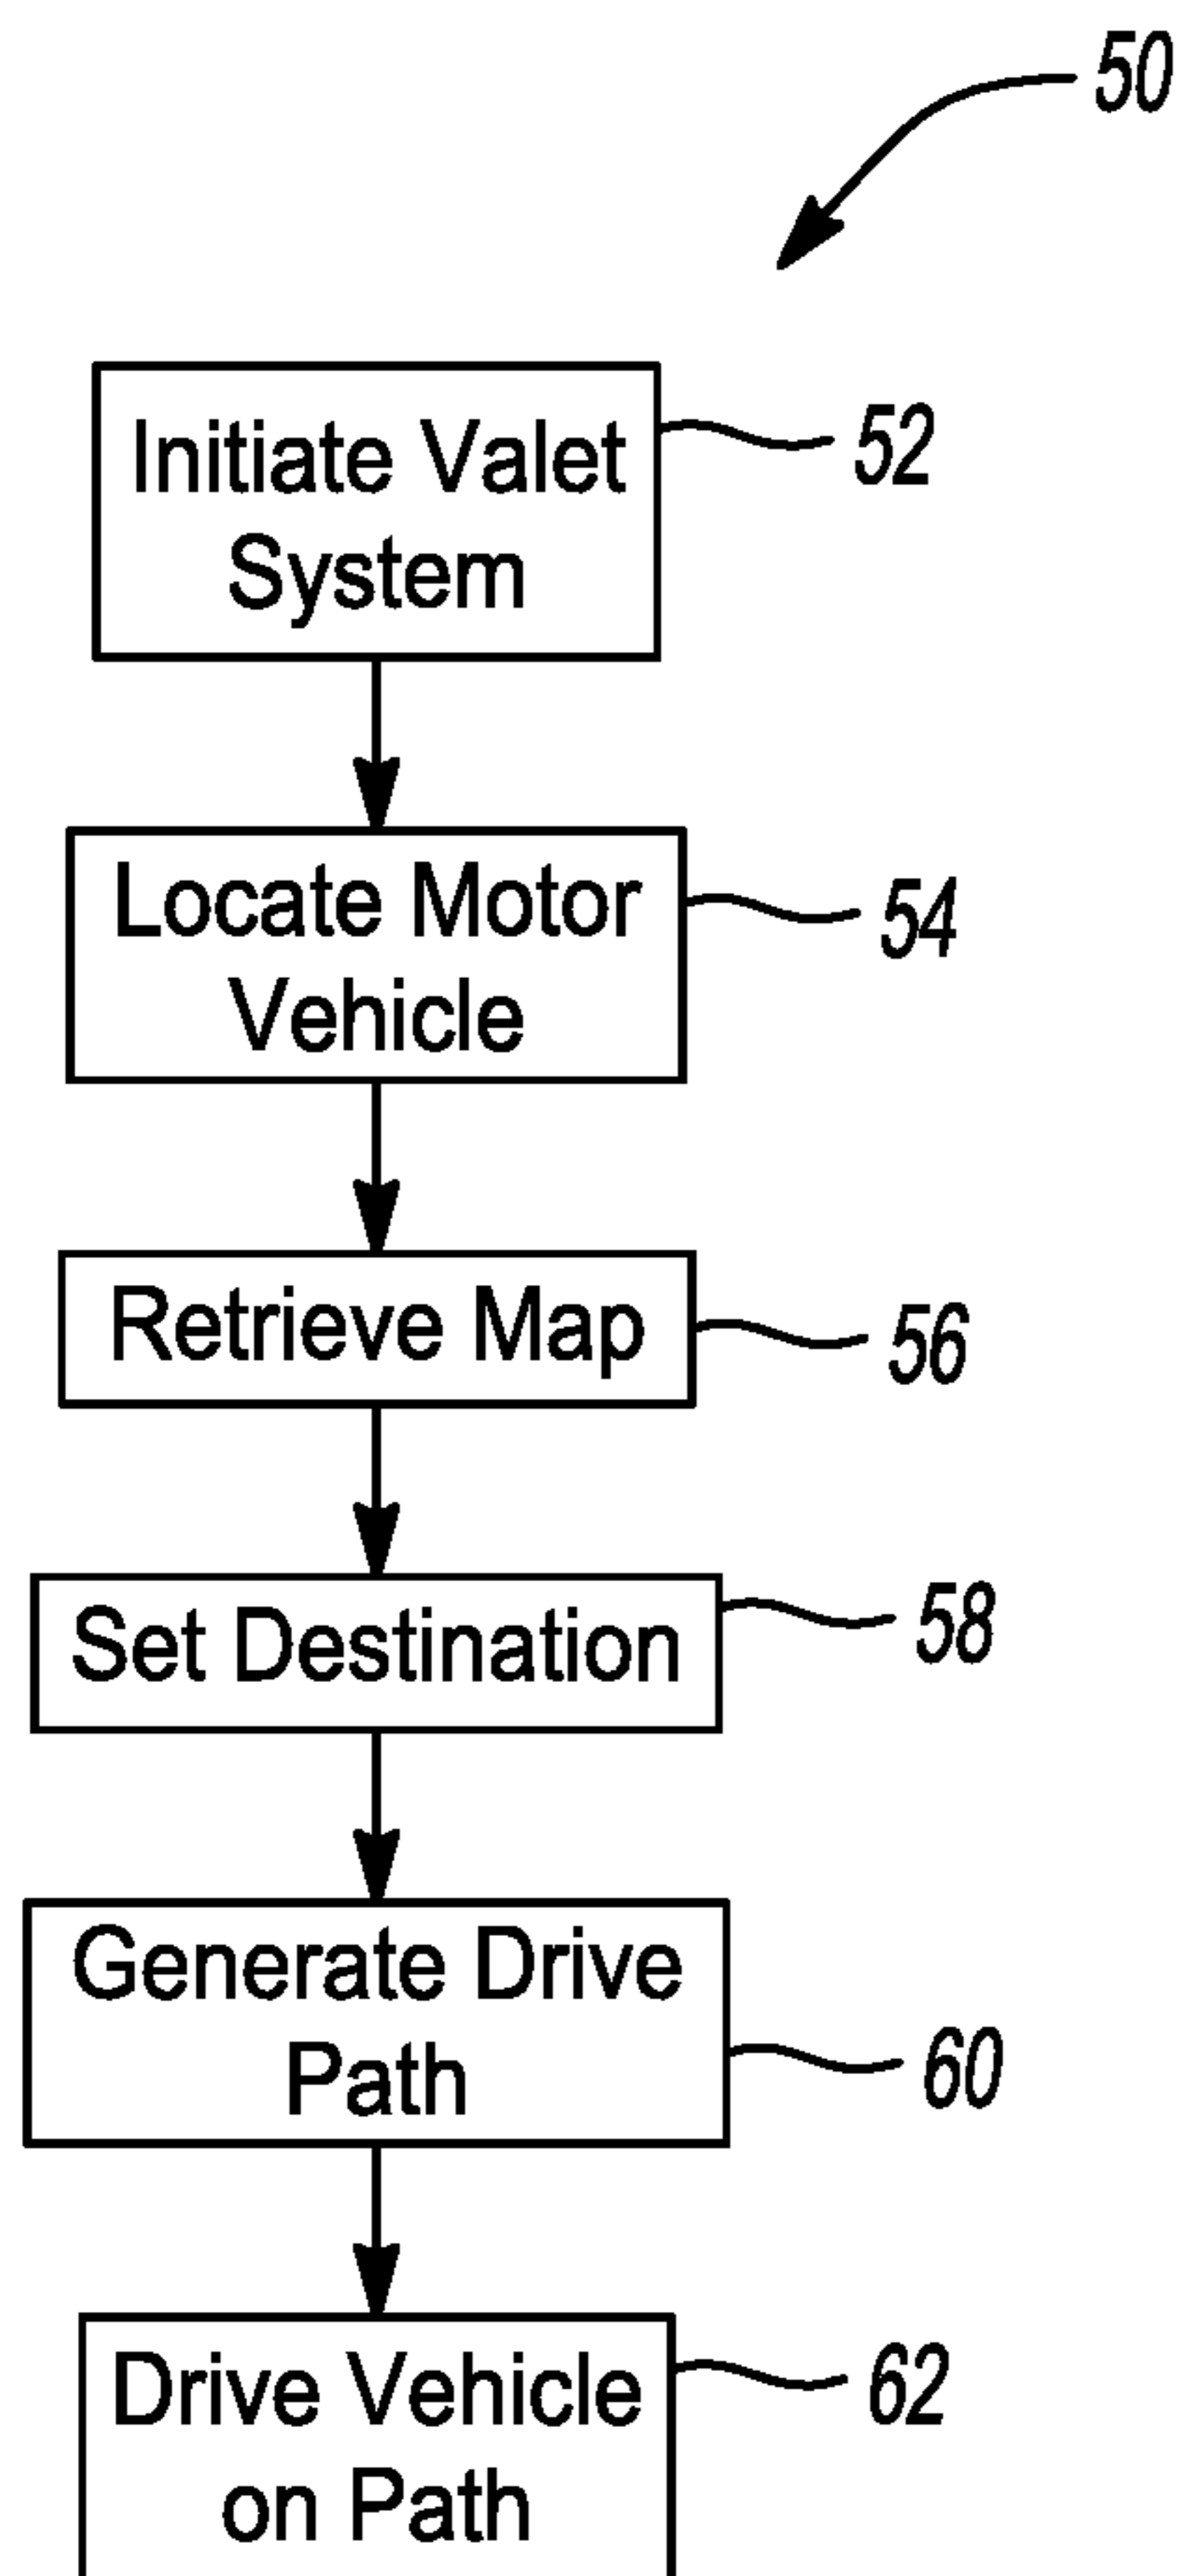 50
Initiate Valet
System
52
Locate Motor
Vehicle
54
Retrieve Map
56
Set Destination
58
Generate Drive
Path
60
Drive Vehicle
on Path
62